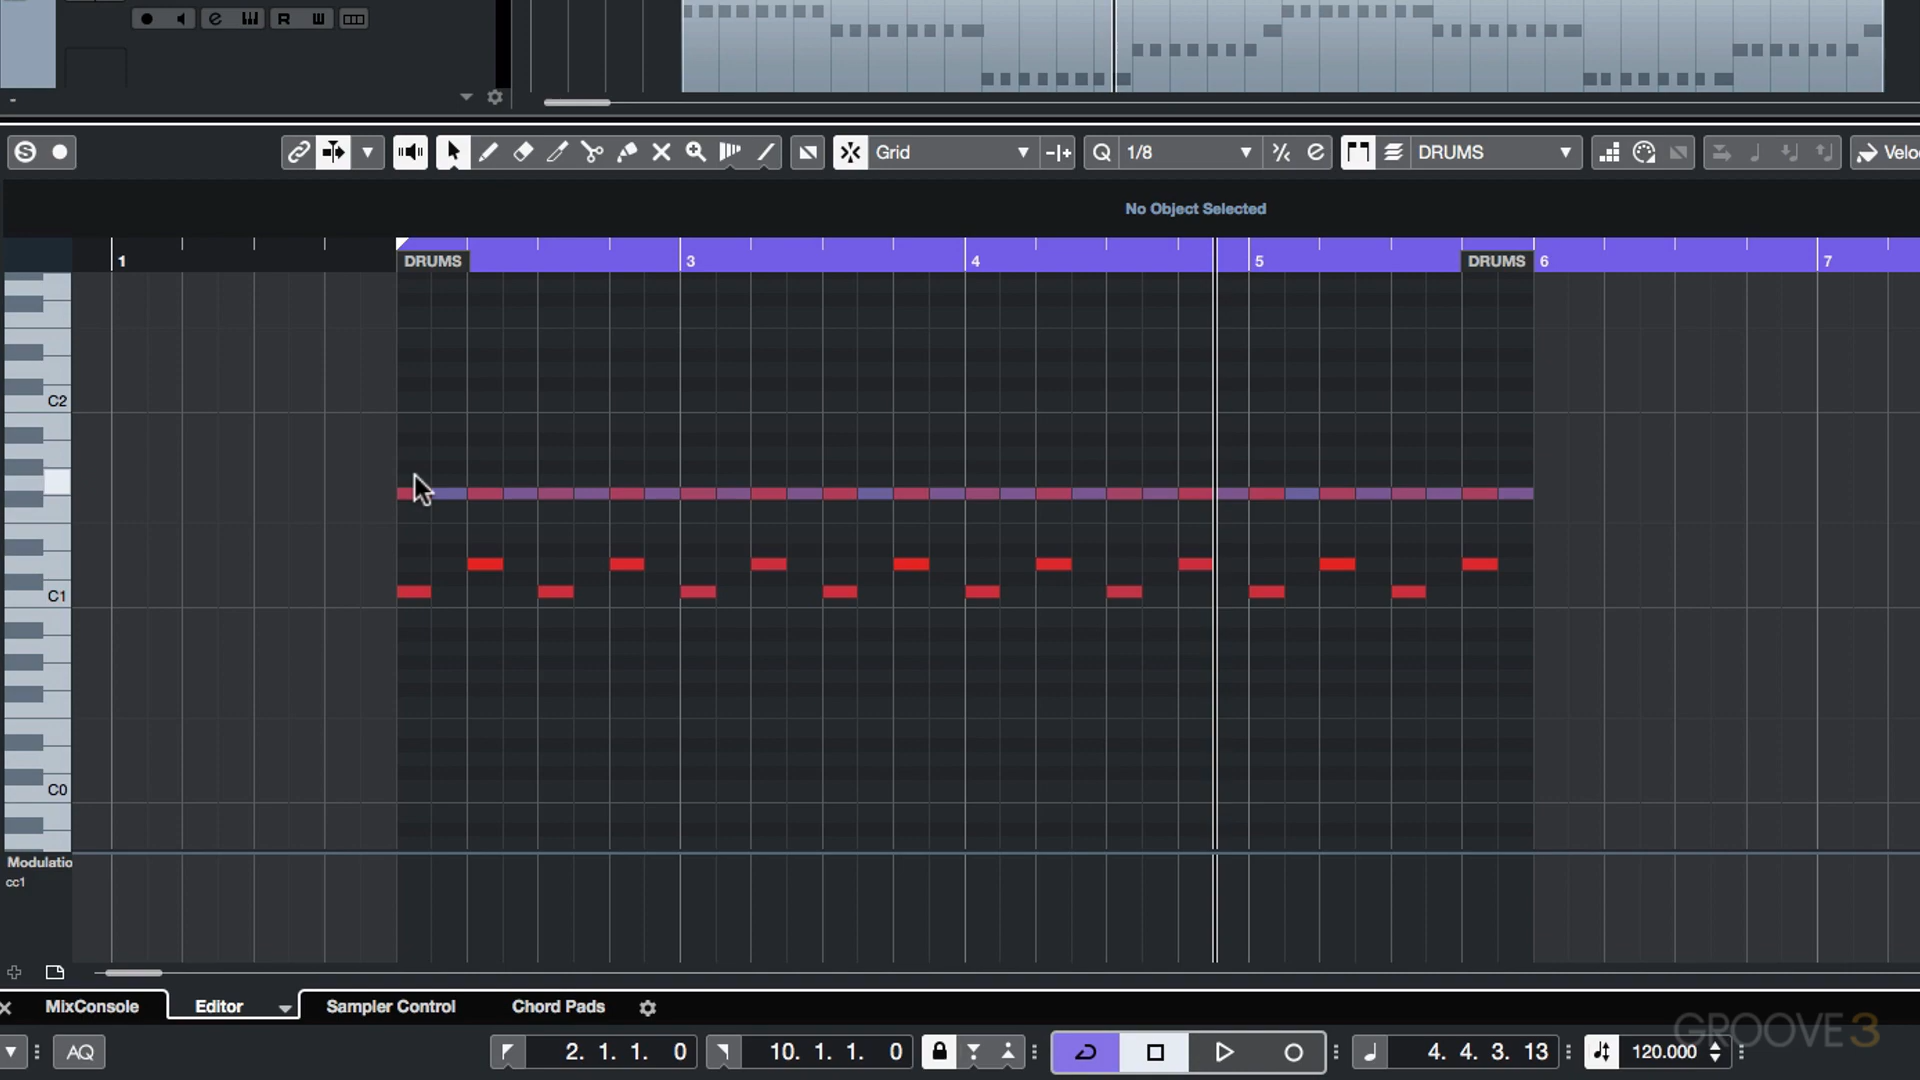 R W
-
Grid
Q 1/8
DRUMS
Velo
No Object Selected
1 3 4 5 6 7
DRUMS DRUMS
C2
C1
C0
Modulatio
cc1
MixConsole Editor Sampler Control Chord Pads
GROOVE3
AQ 2. 1. 1. 0 10. 1. 1. 0 4. 4. 3. 13 120.000